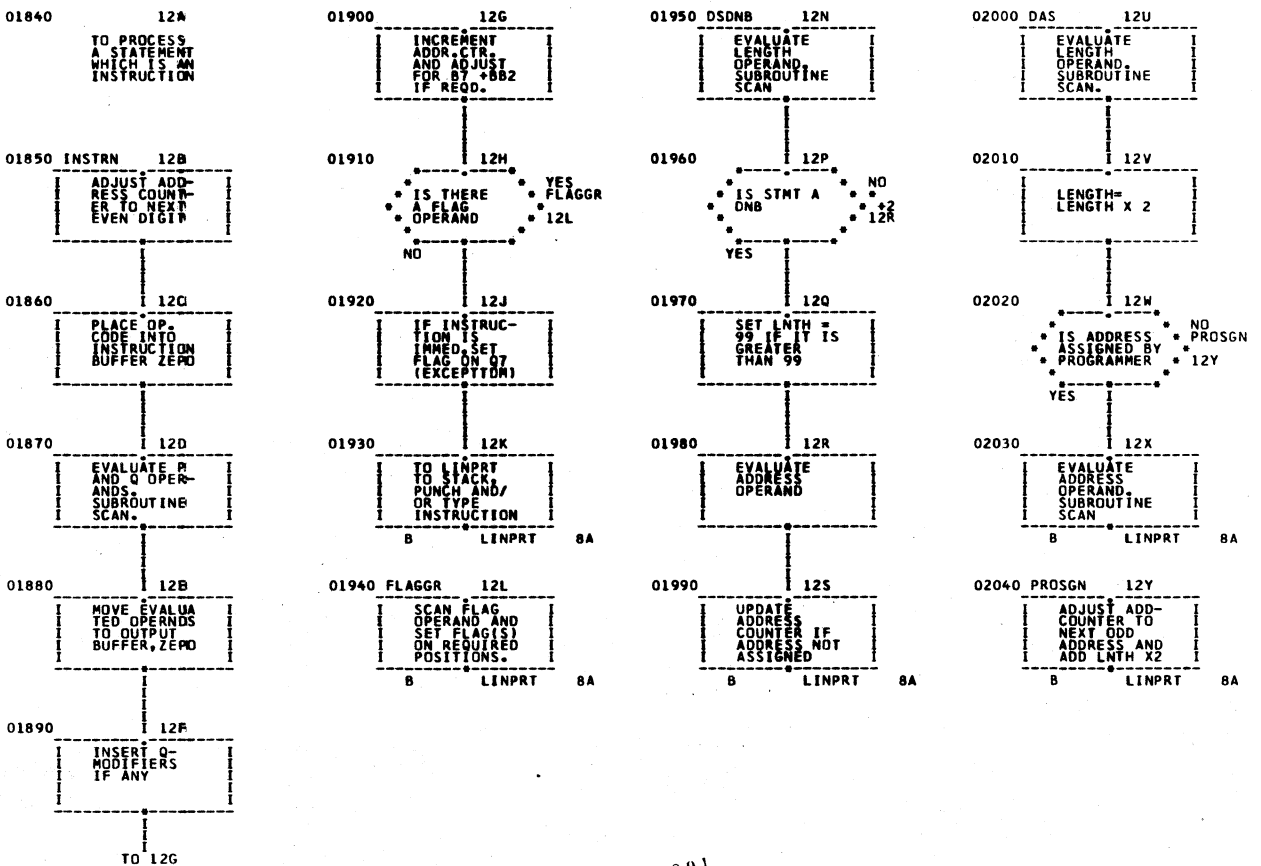 01840 12A
TO PROCESS
A STATEMENT
WHICH IS AN
INSTRUCTION
01850 INSTRN 12B
ADJUST ADD-
RESS COUNT-
ER TO NEXT
EVEN DIGIT
01860 12C
PLACE OP.
CODE INTO
INSTRUCTION
BUFFER ZERO
01870 12D
EVALUATE P
AND Q OPER-
ANDS.
SUBROUTINE
SCAN.
01880 12B
MOVE EVALUA
TED OPERNDS
TO OUTPUT
BUFFER,ZERO
01890 12F
INSERT Q-
MODIFIERS
IF ANY
TO 12G
01900 12G
INCREMENT
ADDR.CTR.
AND ADJUST
FOR B7 +BB2
IF REQD.
01910 12H
IS THERE
A FLAG
OPERAND
YES
FLAGGR
12L
NO
01920 12J
IF INSTRUC-
TION IS
IMMED,SET
FLAG ON Q7
(EXCEPTTDM)
01930 12K
TO LINPRT
TO STACK,
PUNCH AND/
OR TYPE
INSTRUCTION
B LINPRT 8A
01940 FLAGGR 12L
SCAN FLAG
OPERAND AND
SET FLAG(S)
ON REQUIRED
POSITIONS.
B LINPRT 8A
01950 DSDNB 12N
EVALUATE
LENGTH
OPERAND.
SUBROUTINE
SCAN
01960 12P
IS STMT A
DNB
NO
+2
12R
YES
01970 12Q
SET LNTH =
99 IF IT IS
GREATER
THAN 99
01980 12R
EVALUATE
ADDRESS
OPERAND
01990 12S
UPDATE
ADDRESS
COUNTER IF
ADDRESS NOT
ASSIGNED
B LINPRT 8A
02000 DAS 12U
EVALUATE
LENGTH
OPERAND.
SUBROUTINE
SCAN.
02010 12V
LENGTH=
LENGTH X 2
02020 12W
IS ADDRESS
ASSIGNED BY
PROGRAMMER
NO
PROSGN
12Y
YES
02030 12X
EVALUATE
ADDRESS
OPERAND.
SUBROUTINE
SCAN
B LINPRT 8A
02040 PROSGN 12Y
ADJUST ADD-
COUNTER TO
NEXT ODD
ADDRESS AND
ADD LNTH X2
B LINPRT 8A